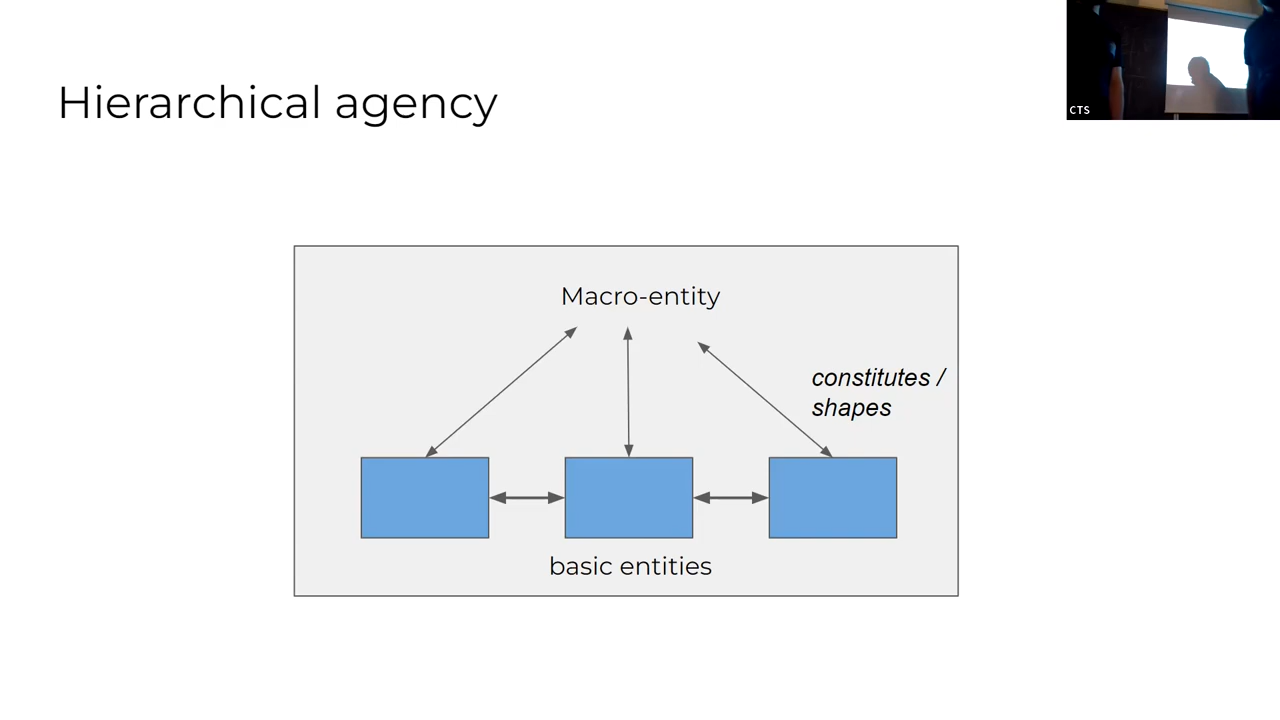 Hierarchical agency
CTS
Macro-entity
constitutes /
shapes
basic entities